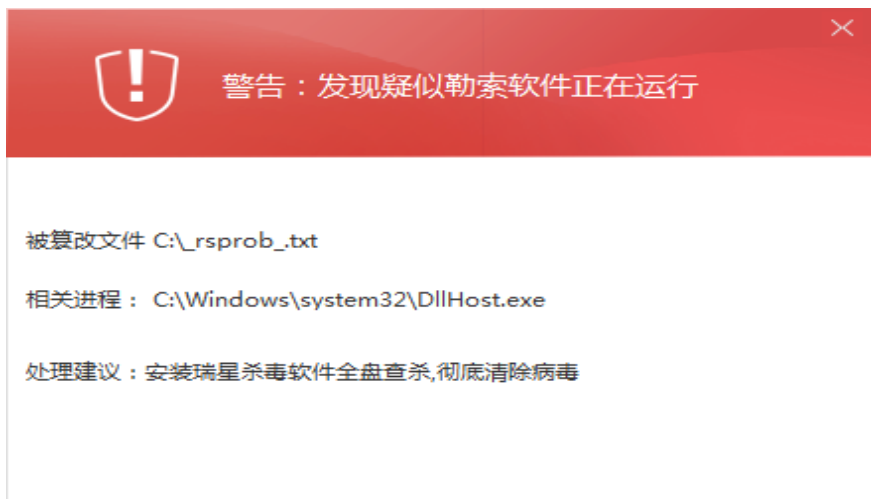 警告：发现疑似勒索软件正在运行
被篡改文件 C:\_rsprob_.txt
相关进程： C:\Windows\system32\DllHost.exe
处理建议：安装瑞星杀毒软件全盘查杀,彻底清除病毒